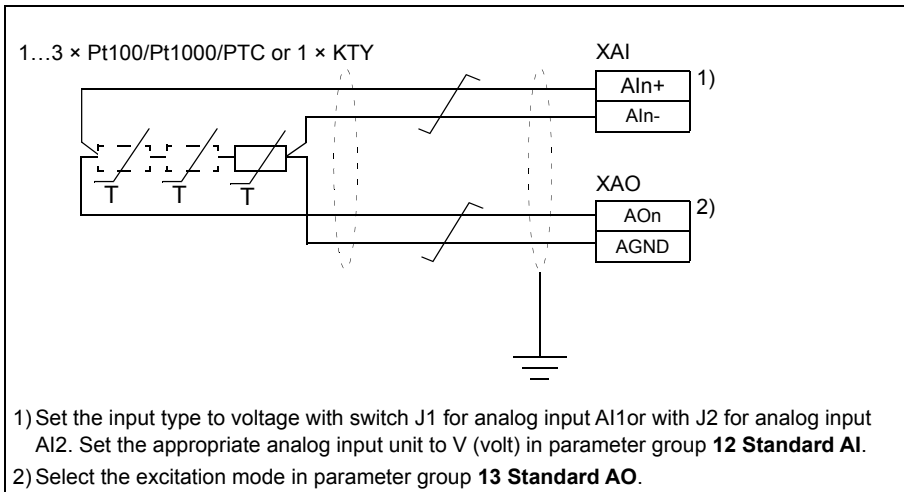 1…3 × Pt100/Pt1000/PTC or 1 × KTY
XAI
AIn+ 1)
AIn-
T T T
XAO
AOn 2)
AGND
1) Set the input type to voltage with switch J1 for analog input AI1or with J2 for analog input
AI2. Set the appropriate analog input unit to V (volt) in parameter group 12 Standard AI.
2) Select the excitation mode in parameter group 13 Standard AO.